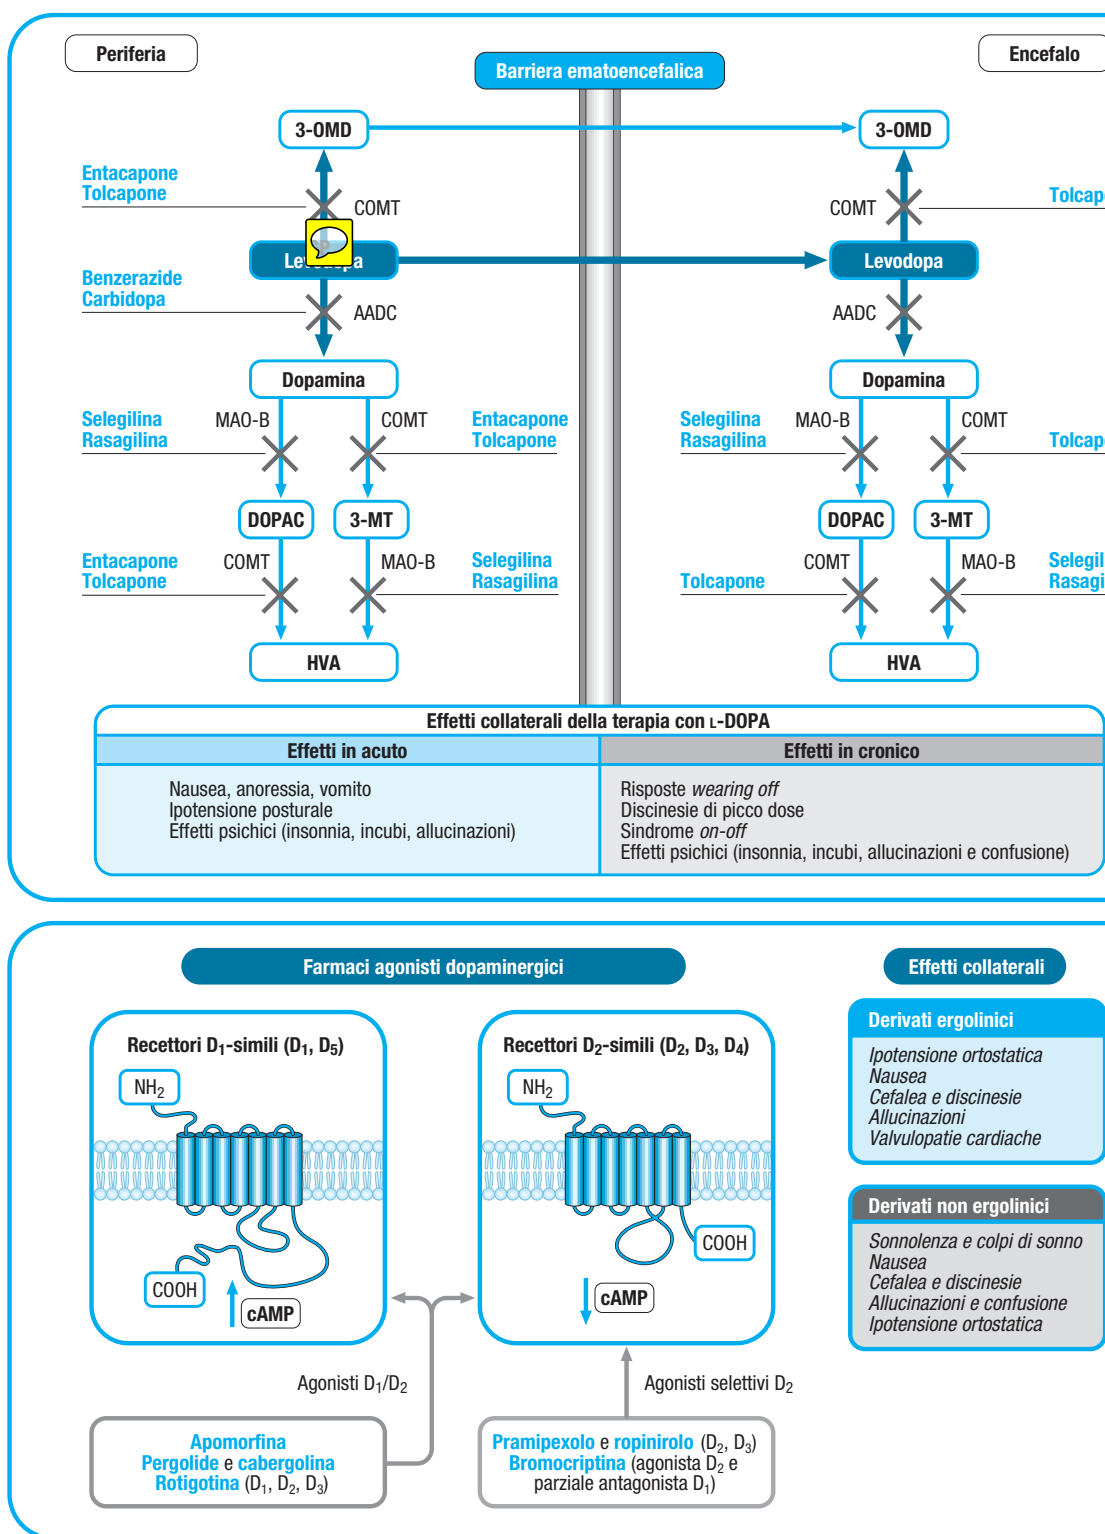 Periferia
Barriera ematoencefalica
Encefalo
3-OMD
3-OMD
Entacapone
Tolcapone
COMT
COMT
Levodopa
Levodopa
Benzerazide
Carbidopa
AADC
AADC
Dopamina
Dopamina
Selegilina
Rasagilina
MAO-B
COMT
Entacapone
Tolcapone
Selegilina
Rasagilina
MAO-B
COMT
DOPAC
3-MT
DOPAC
3-MT
Entacapone
Tolcapone
COMT
MAO-B
Selegilina
Rasagilina
Tolcapone
COMT
MAO-B
HVA
HVA
Effetti collaterali della terapia con L-DOPA
Effetti in acuto
Nausea, anoressia, vomito
Ipotensione posturale
Effetti psichici (insonnia, incubi, allucinazioni)
Effetti in cronico
Risposte wearing off
Discinesie di picco dose
Sindrome on-off
Effetti psichici (insonnia, incubi, allucinazioni e confusione)
Farmaci agonisti dopaminergici
Recettori D1-simili (D1, D5)
NH2
COOH
cAMP
Recettori D2-simili (D2, D3, D4)
NH2
COOH
cAMP
Agonisti D1/D2
Agonisti selettivi D2
Apomorfina
Pergolide e cabergolina
Rotigotina (D1, D2, D3)
Pramipexolo e ropinirolo (D2, D3)
Bromocriptina (agonista D2 e
parziale antagonista D1)
Effetti collaterali
Derivati ergolinici
Ipotensione ortostatica
Nausea
Cefalea e discinesie
Allucinazioni
Valvulopatie cardiache
Derivati non ergolinici
Sonnolenza e colpi di sonno
Nausea
Cefalea e discinesie
Allucinazioni e confusione
Ipotensione ortostatica